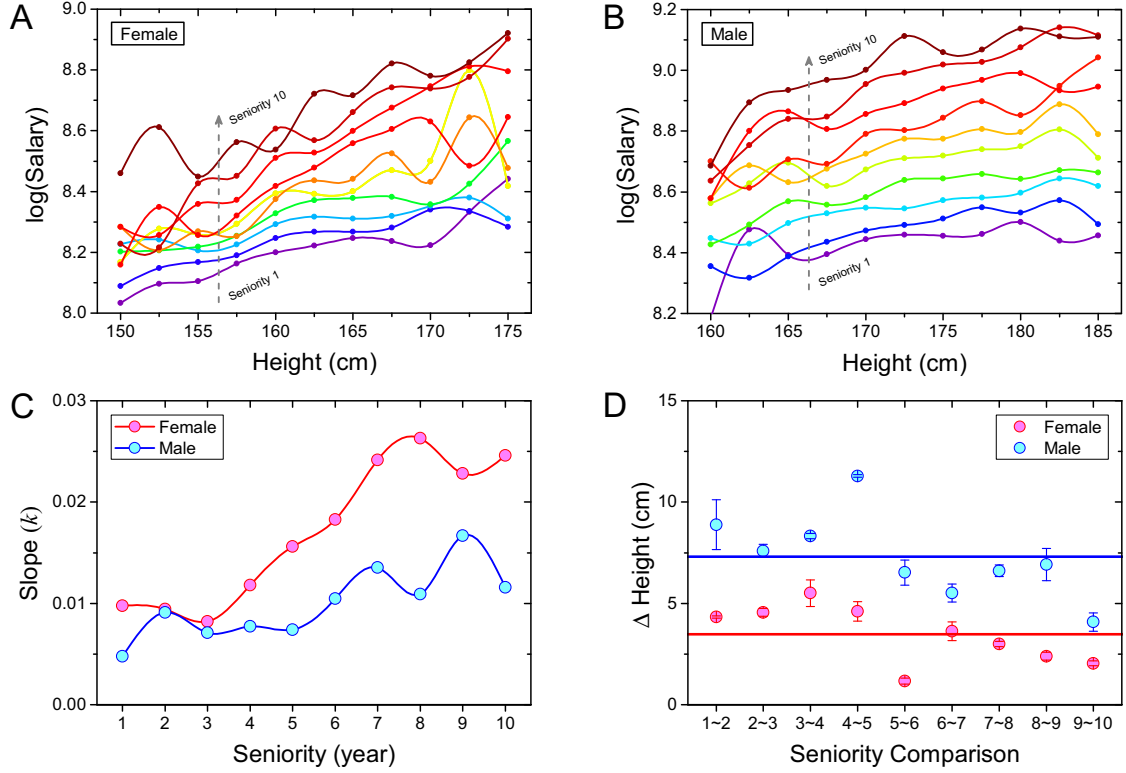 A
Female
9.0
8.8
8.6
8.4
8.2
8.0
log(Salary)
Seniority 10
Seniority 1
150 155 160 165 170 175
Height (cm)
B
Male
9.2
9.0
8.8
8.6
8.4
8.2
log(Salary)
Seniority 10
Seniority 1
160 165 170 175 180 185
Height (cm)
C
Female
Male
0.03
0.02
0.01
0.00
Slope (k)
1 2 3 4 5 6 7 8 9 10
Seniority (year)
D
Female
Male
15
10
5
0
Δ Height (cm)
1~2 2~3 3~4 4~5 5~6 6~7 7~8 8~9 9~10
Seniority Comparison